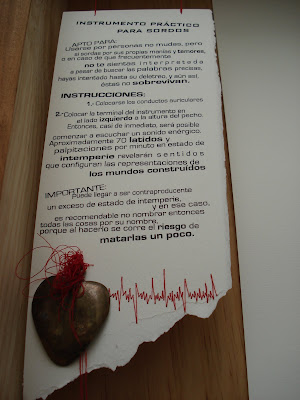 INSTRUMENTO PRÁCTICO
PARA SORDOS
APTO PARA:
Usarse por personas no mudas, pero
sí sordas por sus propias manías y temores,
o en caso de que frecuentemente
no te sientas interpretada
a pesar de buscar las palabras precisas,
hayas intentado hasta su deletreo, y aún así,
éstas no sobrevivan.
INSTRUCCIONES:
1.- Colocarse los conductos auriculares
2.- Colocar la terminal del instrumento en
el lado izquierdo a la altura del pecho.
Entonces, casi de inmediato, será posible
comenzar a escuchar un sonido enérgico.
Aproximadamente 70 latidos y
palpitaciones por minuto en estado de
intemperie revelarán sentidos
que configuran las representaciones de
los mundos construidos
IMPORTANTE:
Puede llegar a ser contraproducente
un exceso de estado de intemperie,
y en ese caso,
es recomendable no nombrar entonces
todas las cosas por su nombre,
porque el hacerlo se corre el riesgo de
matarlas un poco.